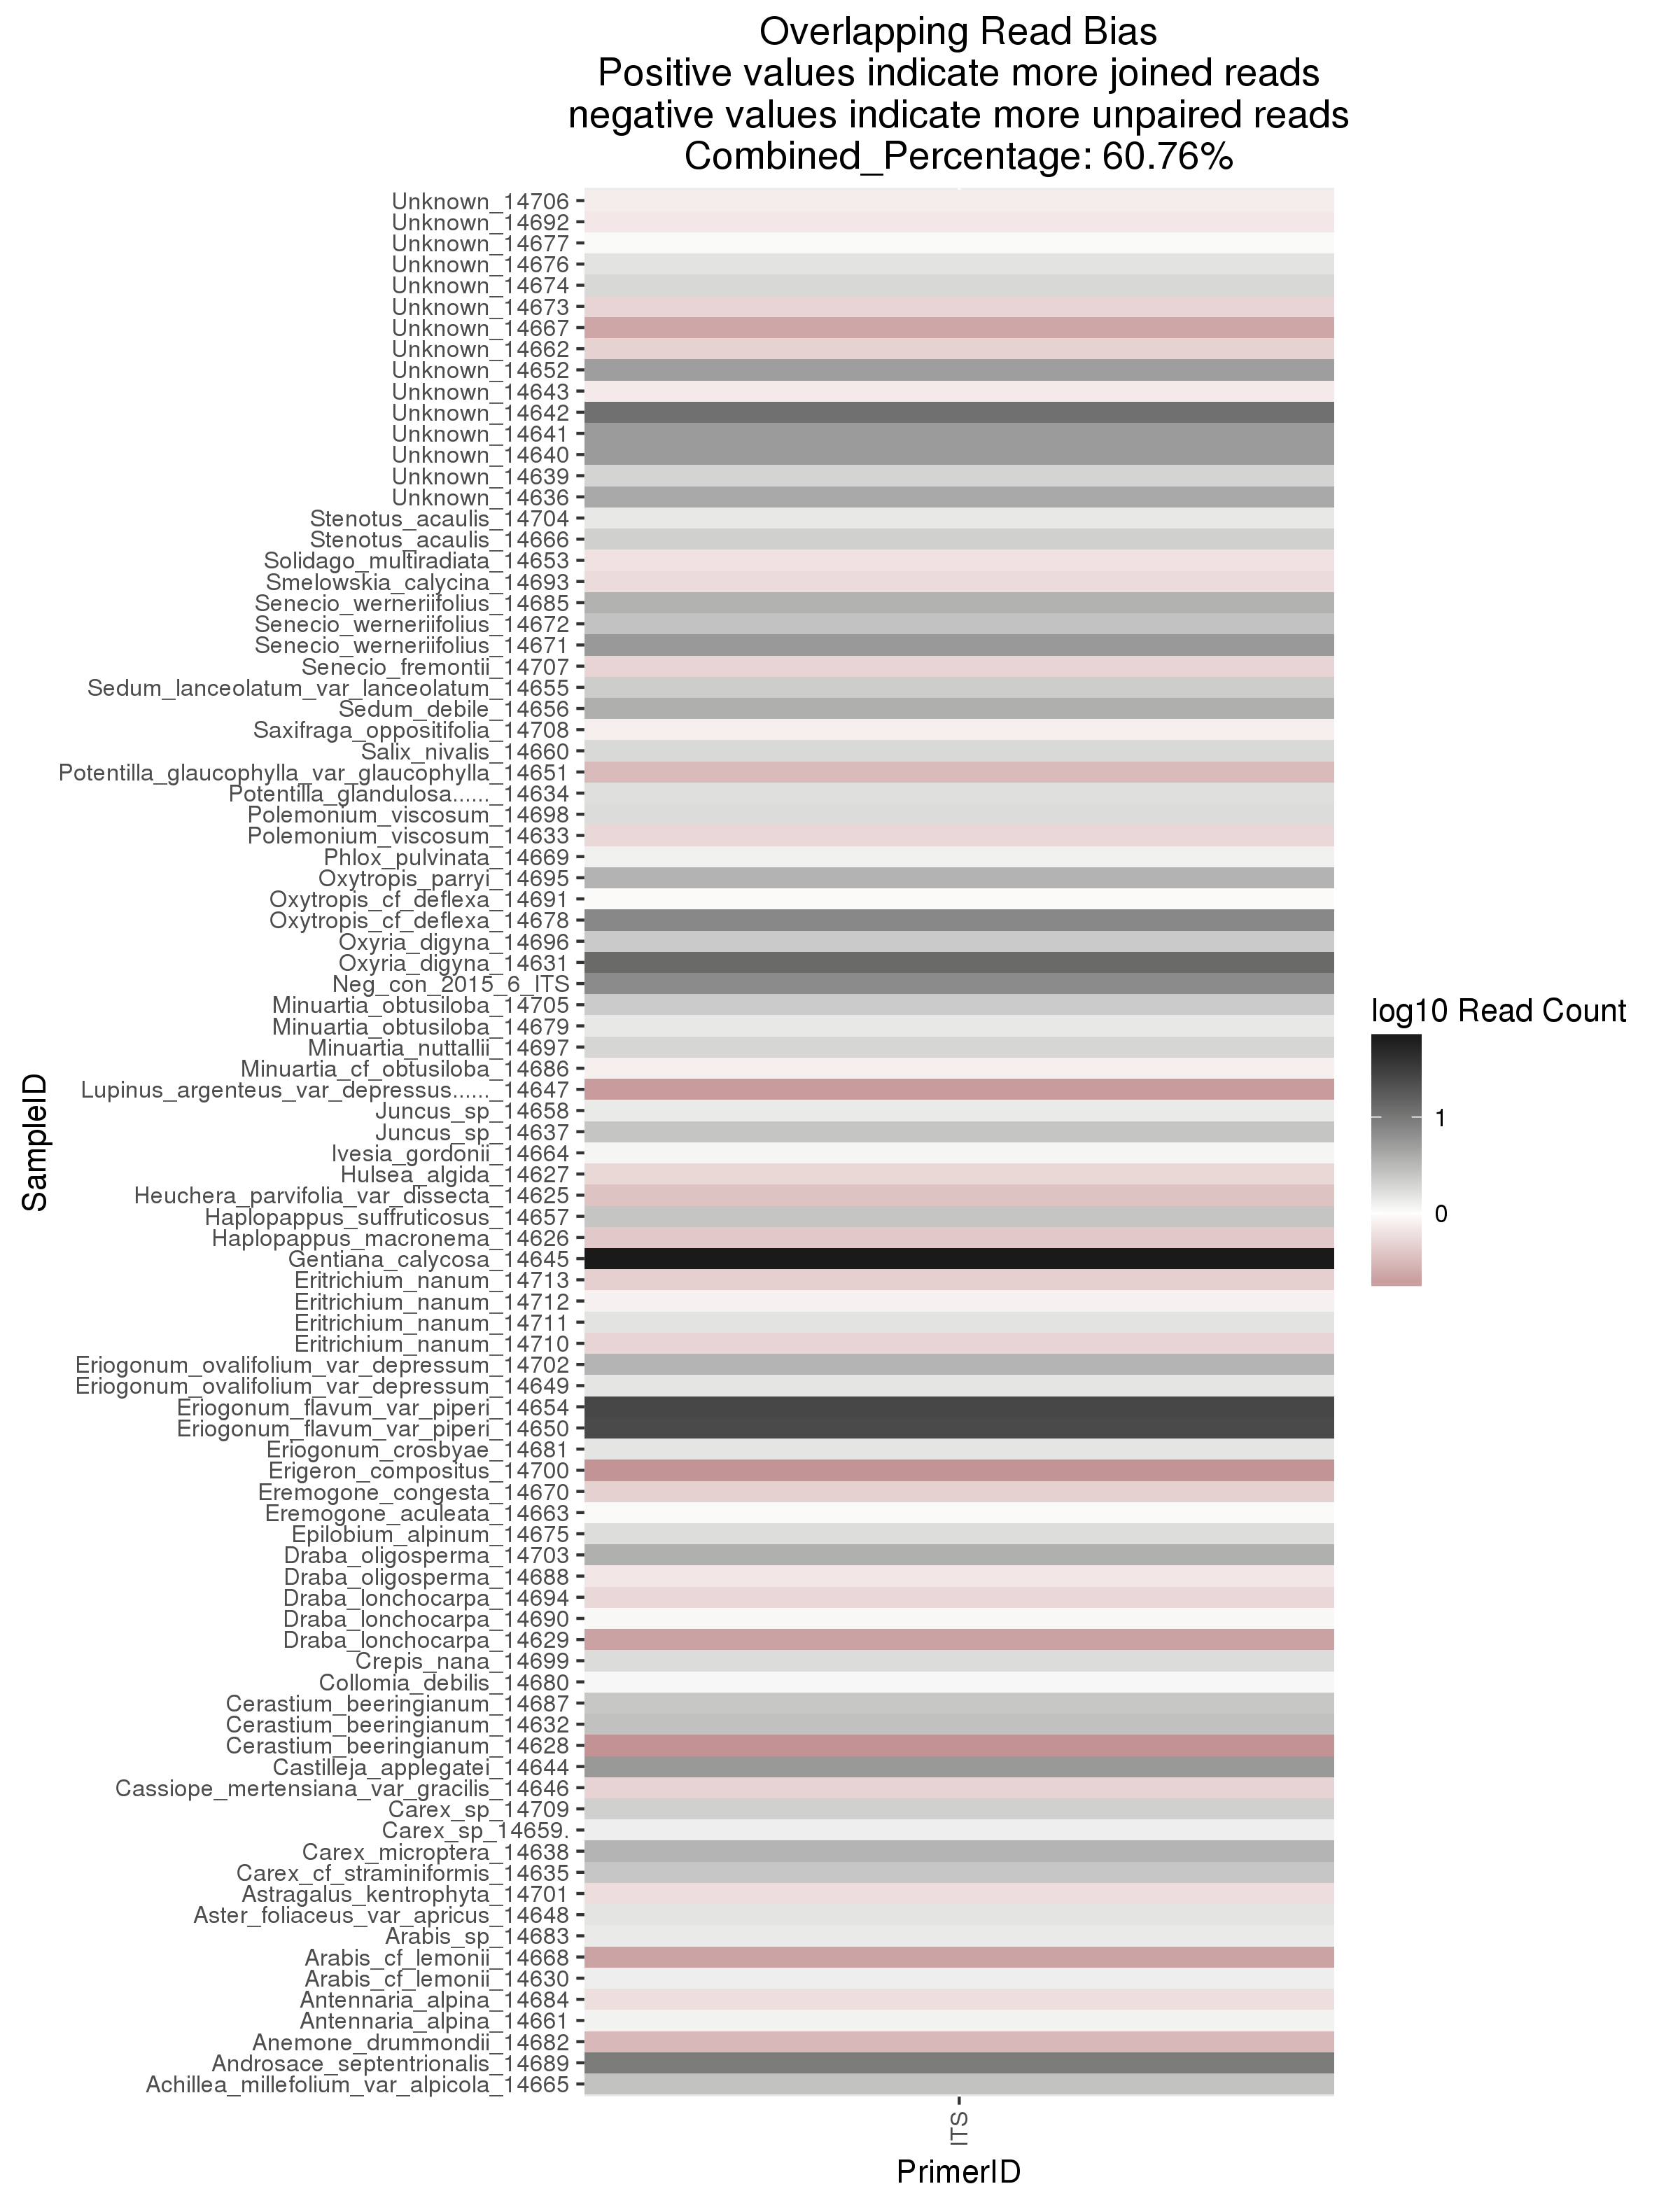 Overlapping Read Bias
Positive values indicate more joined reads
negative values indicate more unpaired reads
Combined_Percentage: 60.76%
Unknown_14706
Unknown_14692
Unknown_14677
Unknown_14676
Unknown_14674
Unknown_14673
Unknown_14667
Unknown_14662
Unknown_14652
Unknown_14643
Unknown_14642
Unknown_14641
Unknown_14640
Unknown_14639
Unknown_14636
Stenotus_acaulis_14704
Stenotus_acaulis_14666
Solidago_multiradiata_14653
Smelowskia_calycina_14693
Senecio_werneriifolius_14685
Senecio_werneriifolius_14672
Senecio_werneriifolius_14671
Senecio_fremontii_14707
Sedum_lanceolatum_var_lanceolatum_14655
Sedum_debile_14656
Saxifraga_oppositifolia_14708
Salix_nivalis_14660
Potentilla_glaucophylla_var_glaucophylla_14651
Potentilla_glandulosa......_14634
Polemonium_viscosum_14698
Polemonium_viscosum_14633
Phlox_pulvinata_14669
Oxytropis_parryi_14695
Oxytropis_cf_deflexa_14691
Oxytropis_cf_deflexa_14678
Oxyria_digyna_14696
Oxyria_digyna_14631
Neg_con_2015_6_ITS
Minuartia_obtusiloba_14705
Minuartia_obtusiloba_14679
Minuartia_nuttallii_14697
Minuartia_cf_obtusiloba_14686
Lupinus_argenteus_var_depressus......_14647
Juncus_sp_14658
Juncus_sp_14637
Ivesia_gordonii_14664
Hulsea_algida_14627
Heuchera_parvifolia_var_dissecta_14625
Haplopappus_suffruticosus_14657
Haplopappus_macronema_14626
Gentiana_calycosa_14645
Eritrichium_nanum_14713
Eritrichium_nanum_14712
Eritrichium_nanum_14711
Eritrichium_nanum_14710
Eriogonum_ovalifolium_var_depressum_14702
Eriogonum_ovalifolium_var_depressum_14649
Eriogonum_flavum_var_piperi_14654
Eriogonum_flavum_var_piperi_14650
Eriogonum_crosbyae_14681
Erigeron_compositus_14700
Eremogone_congesta_14670
Eremogone_aculeata_14663
Epilobium_alpinum_14675
Draba_oligosperma_14703
Draba_oligosperma_14688
Draba_lonchocarpa_14694
Draba_lonchocarpa_14690
Draba_lonchocarpa_14629
Crepis_nana_14699
Collomia_debilis_14680
Cerastium_beeringianum_14687
Cerastium_beeringianum_14632
Cerastium_beeringianum_14628
Castilleja_applegatei_14644
Cassiope_mertensiana_var_gracilis_14646
Carex_sp_14709
Carex_sp_14659.
Carex_microptera_14638
Carex_cf_straminiformis_14635
Astragalus_kentrophyta_14701
Aster_foliaceus_var_apricus_14648
Arabis_sp_14683
Arabis_cf_lemonii_14668
Arabis_cf_lemonii_14630
Antennaria_alpina_14684
Antennaria_alpina_14661
Anemone_drummondii_14682
Androsace_septentrionalis_14689
Achillea_millefolium_var_alpicola_14665
SampleID
ITS
PrimerID
log10 Read Count
1
0